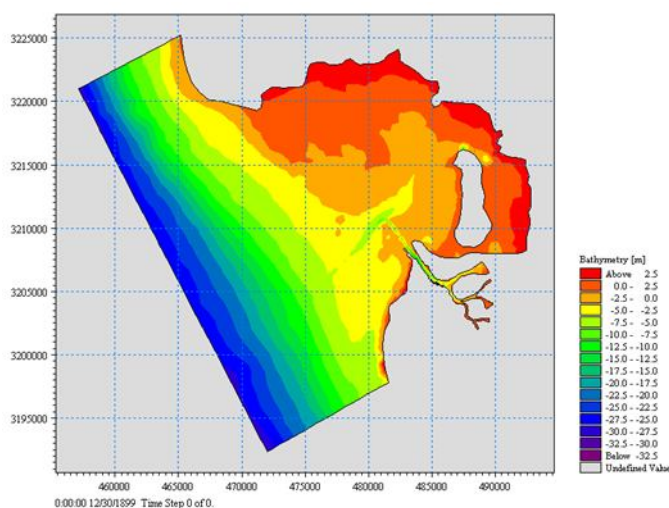 3225000
3220000
3215000
3210000
3205000
3200000
3195000
460000 465000 470000 475000 480000 485000 490000
0:00:00 12/30/1899 Time Step 0 of 0.
Bathymetry [m]
Above 2.5
0.0 - 2.5
-2.5 - 0.0
-5.0 - -2.5
-7.5 - -5.0
-10.0 - -7.5
-12.5 - -10.0
-15.0 - -12.5
-17.5 - -15.0
-20.0 - -17.5
-22.5 - -20.0
-25.0 - -22.5
-27.5 - -25.0
-30.0 - -27.5
-32.5 - -30.0
Below -32.5
Undefined Value